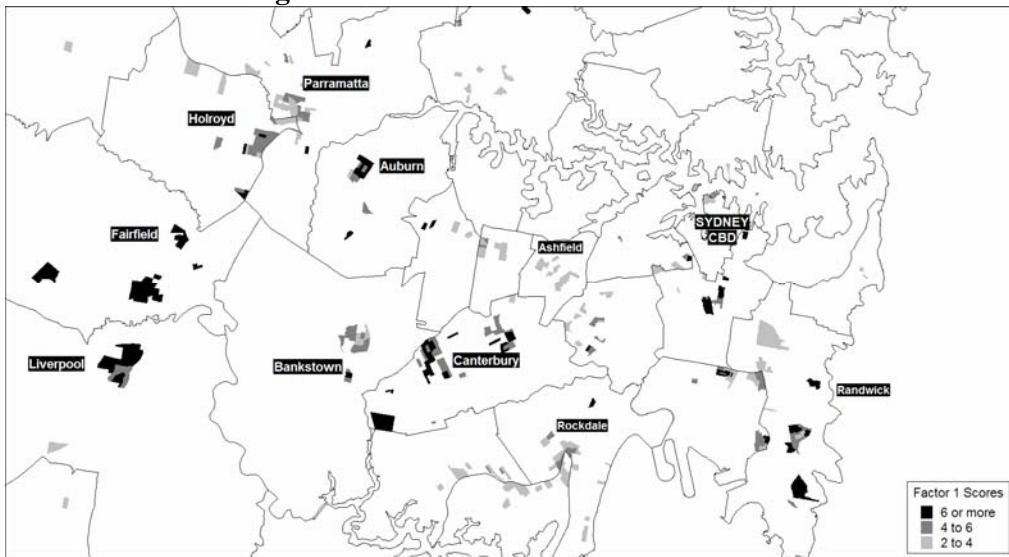 g
Parramatta
Holroyd
Auburn
Fairfield
SYDNEY
CBD
Ashfield
Liverpool
Bankstown
Canterbury
Randwick
Rockdale
Factor 1 Scores
6 or more
4 to 6
2 to 4